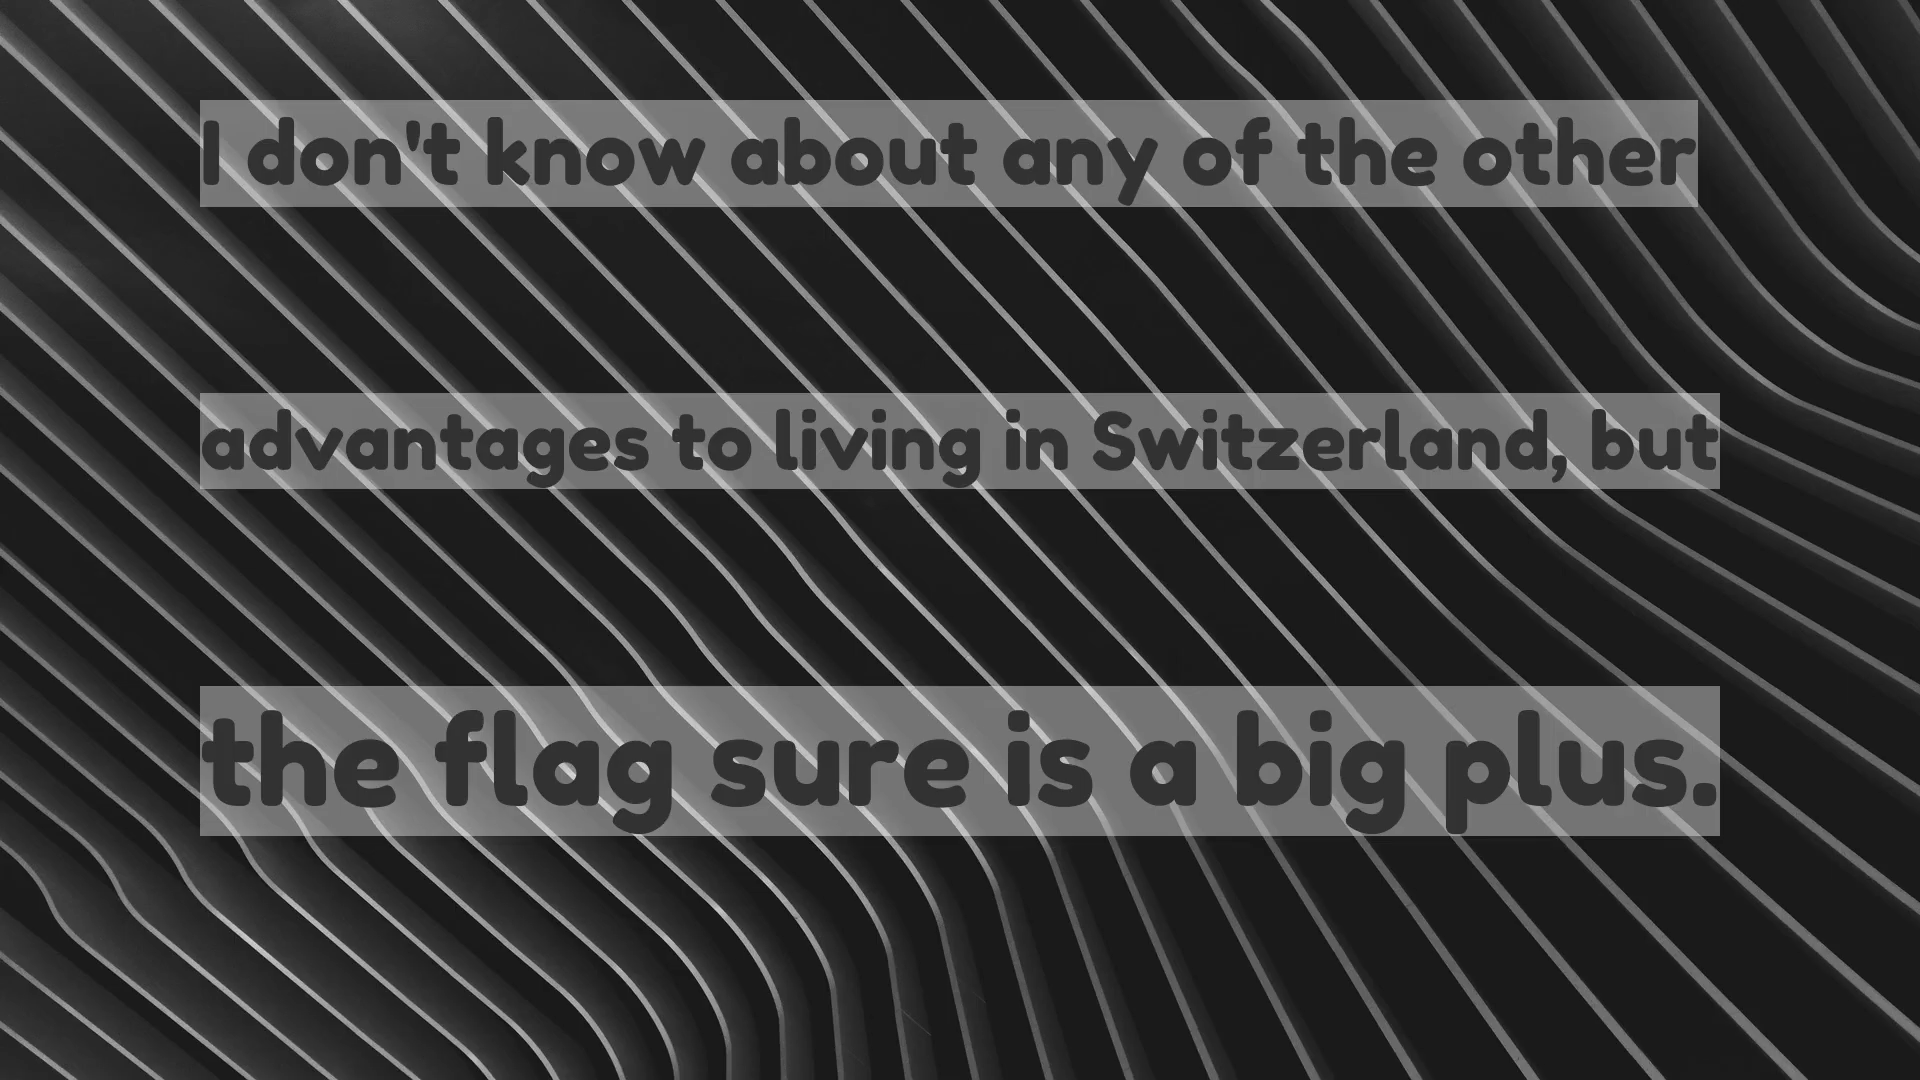 I don't know about any of the other
advantages to living in Switzerland, but
the flag sure is a big plus.